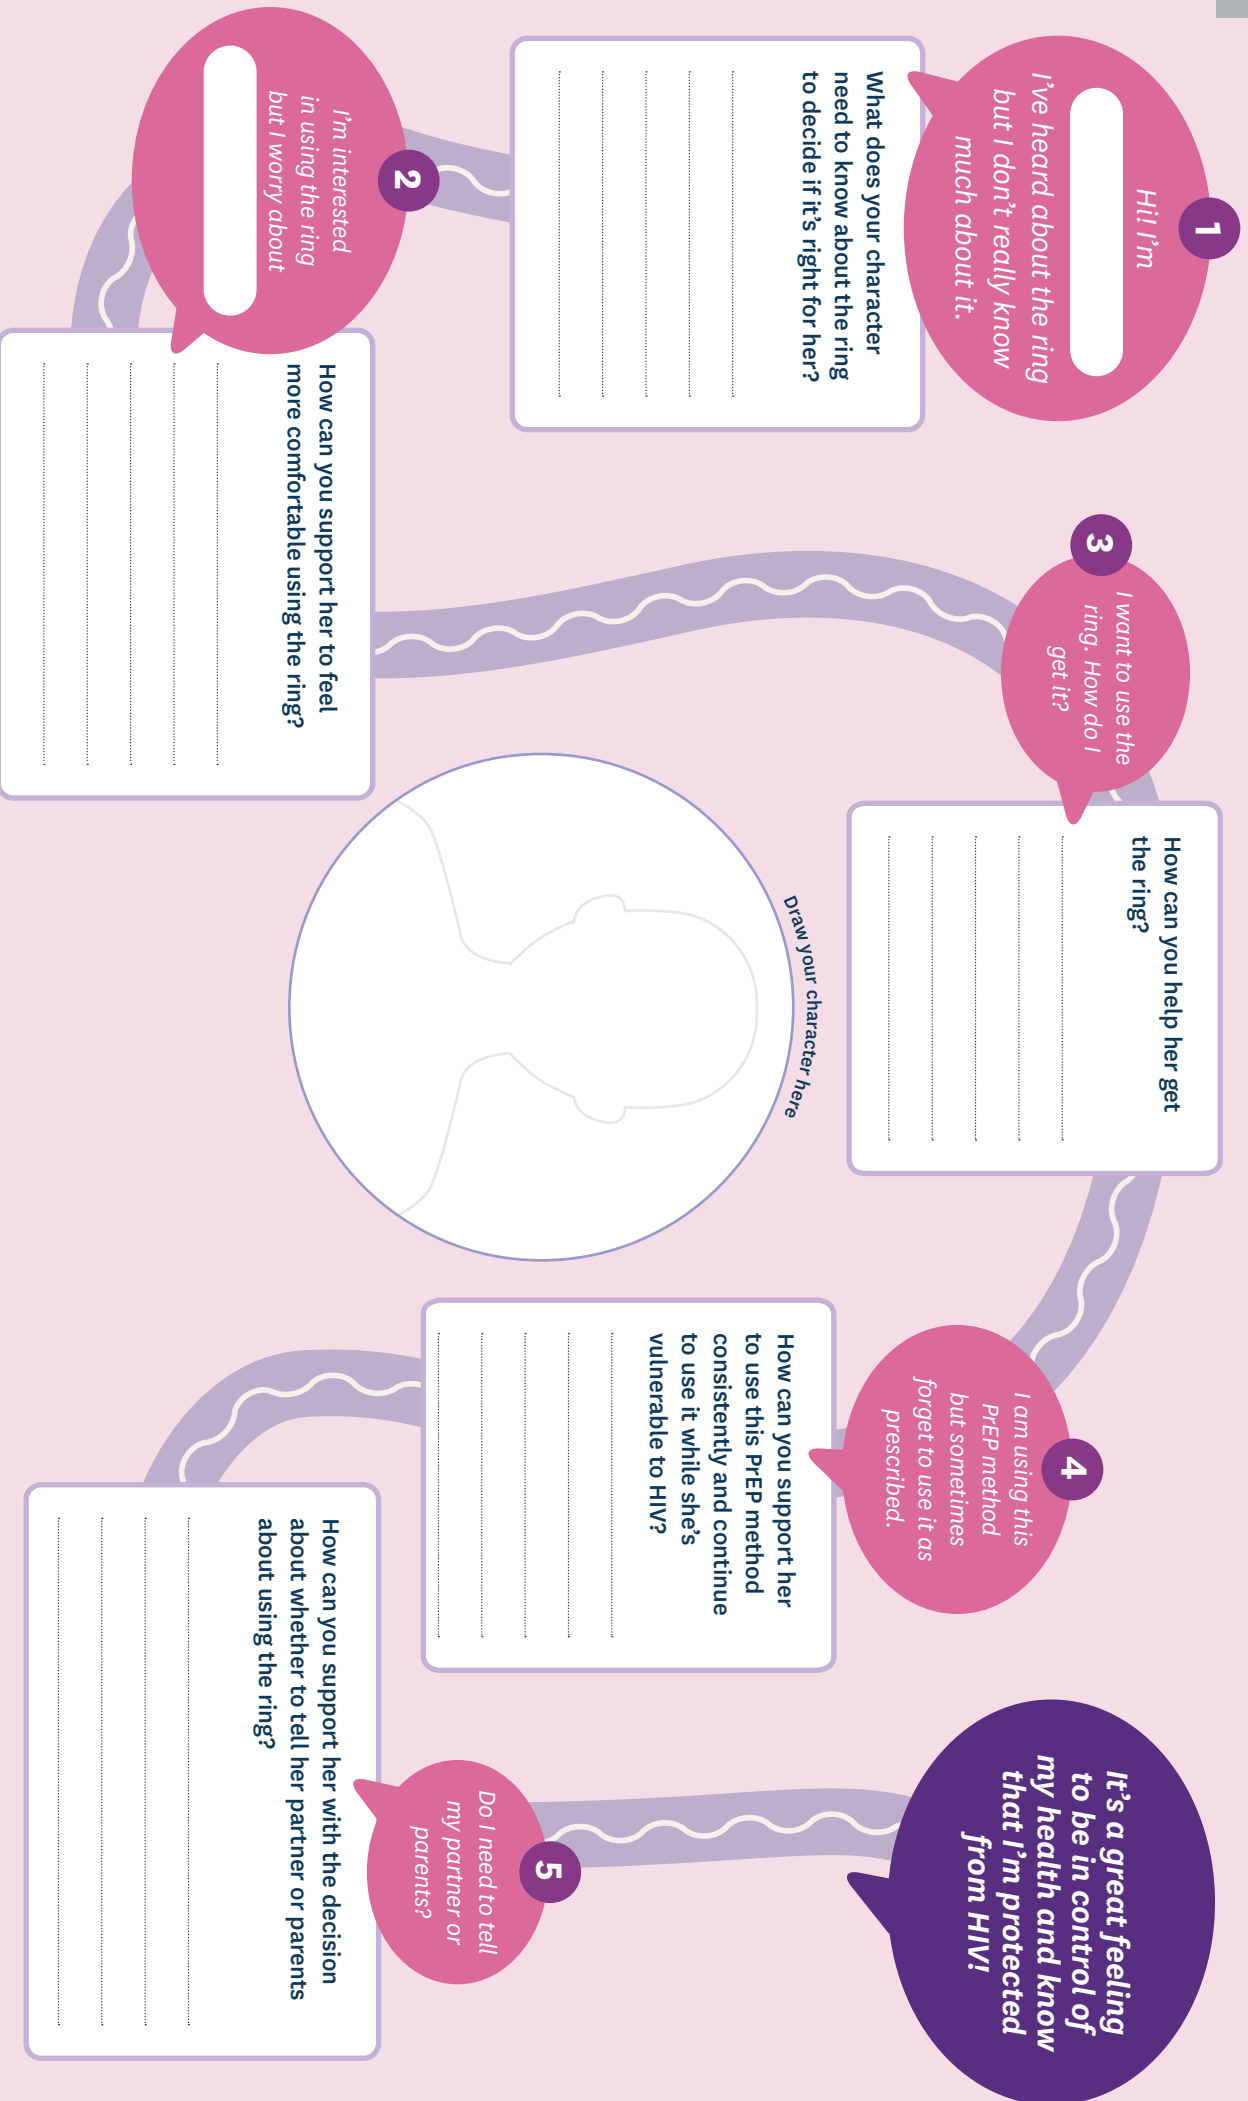 1
Hi! I’m
I’ve heard about the ring
but I don’t really know
much about it.
What does your character
need to know about the ring
to decide if it’s right for her?
2
I’m interested
in using the ring
but I worry about
How can you support her to feel
more comfortable using the ring?
3
I want to use the
ring. How do I
get it?
How can you help her get
the ring?
Draw your character here
4
I am using this
PrEP method
but sometimes
forget to use it as
prescribed.
How can you support her
to use this PrEP method
consistently and continue
to use it while she’s
vulnerable to HIV?
5
Do I need to tell
my partner or
parents?
How can you support her with the decision
about whether to tell her partner or parents
about using the ring?
It’s a great feeling
to be in control of
my health and know
that I’m protected
from HIV!